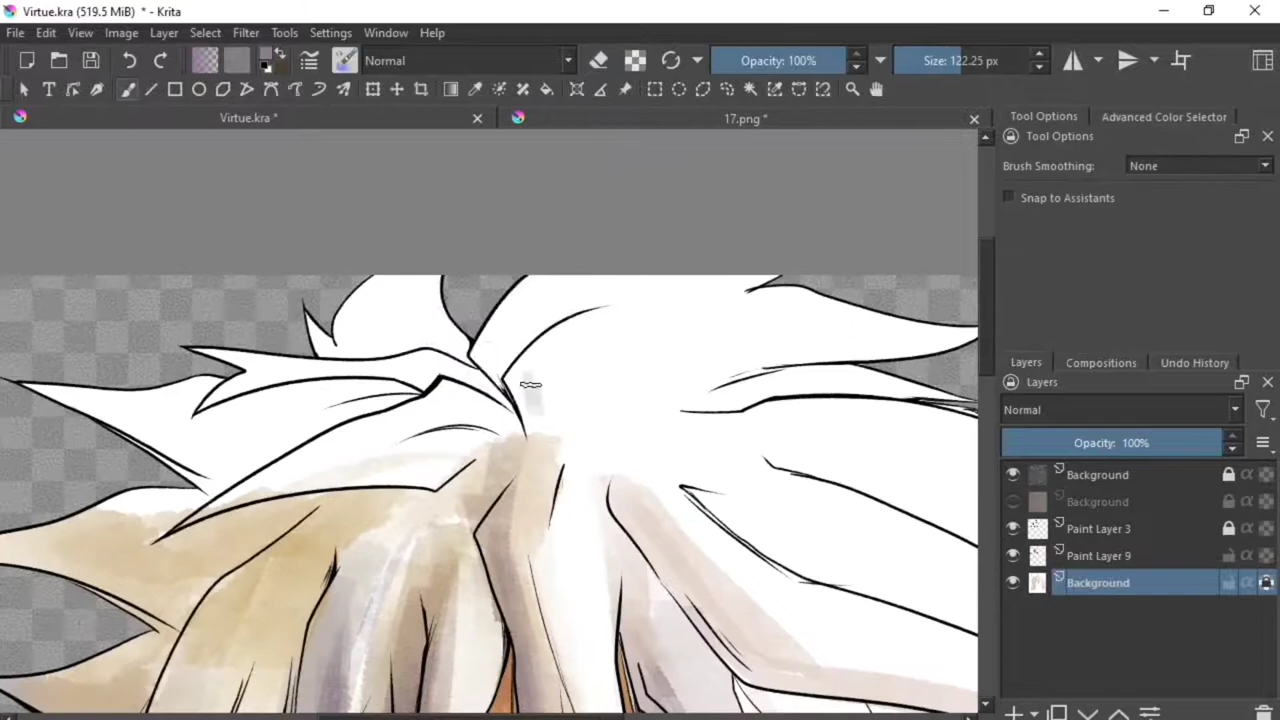 Virtue.kra (519.5 MiB) * - Krita
File Edit View Image Layer Select Filter Tools Settings Window Help
Normal Opacity: 100% Size: 122.25 px
Virtue.kra * 17.png * Tool Options Advanced Color Selector
Tool Options
Brush Smoothing: None
Snap to Assistants
Layers Compositions Undo History
Layers
Normal
Opacity: 100%
Background
Background
Paint Layer 3
Paint Layer 9
Background